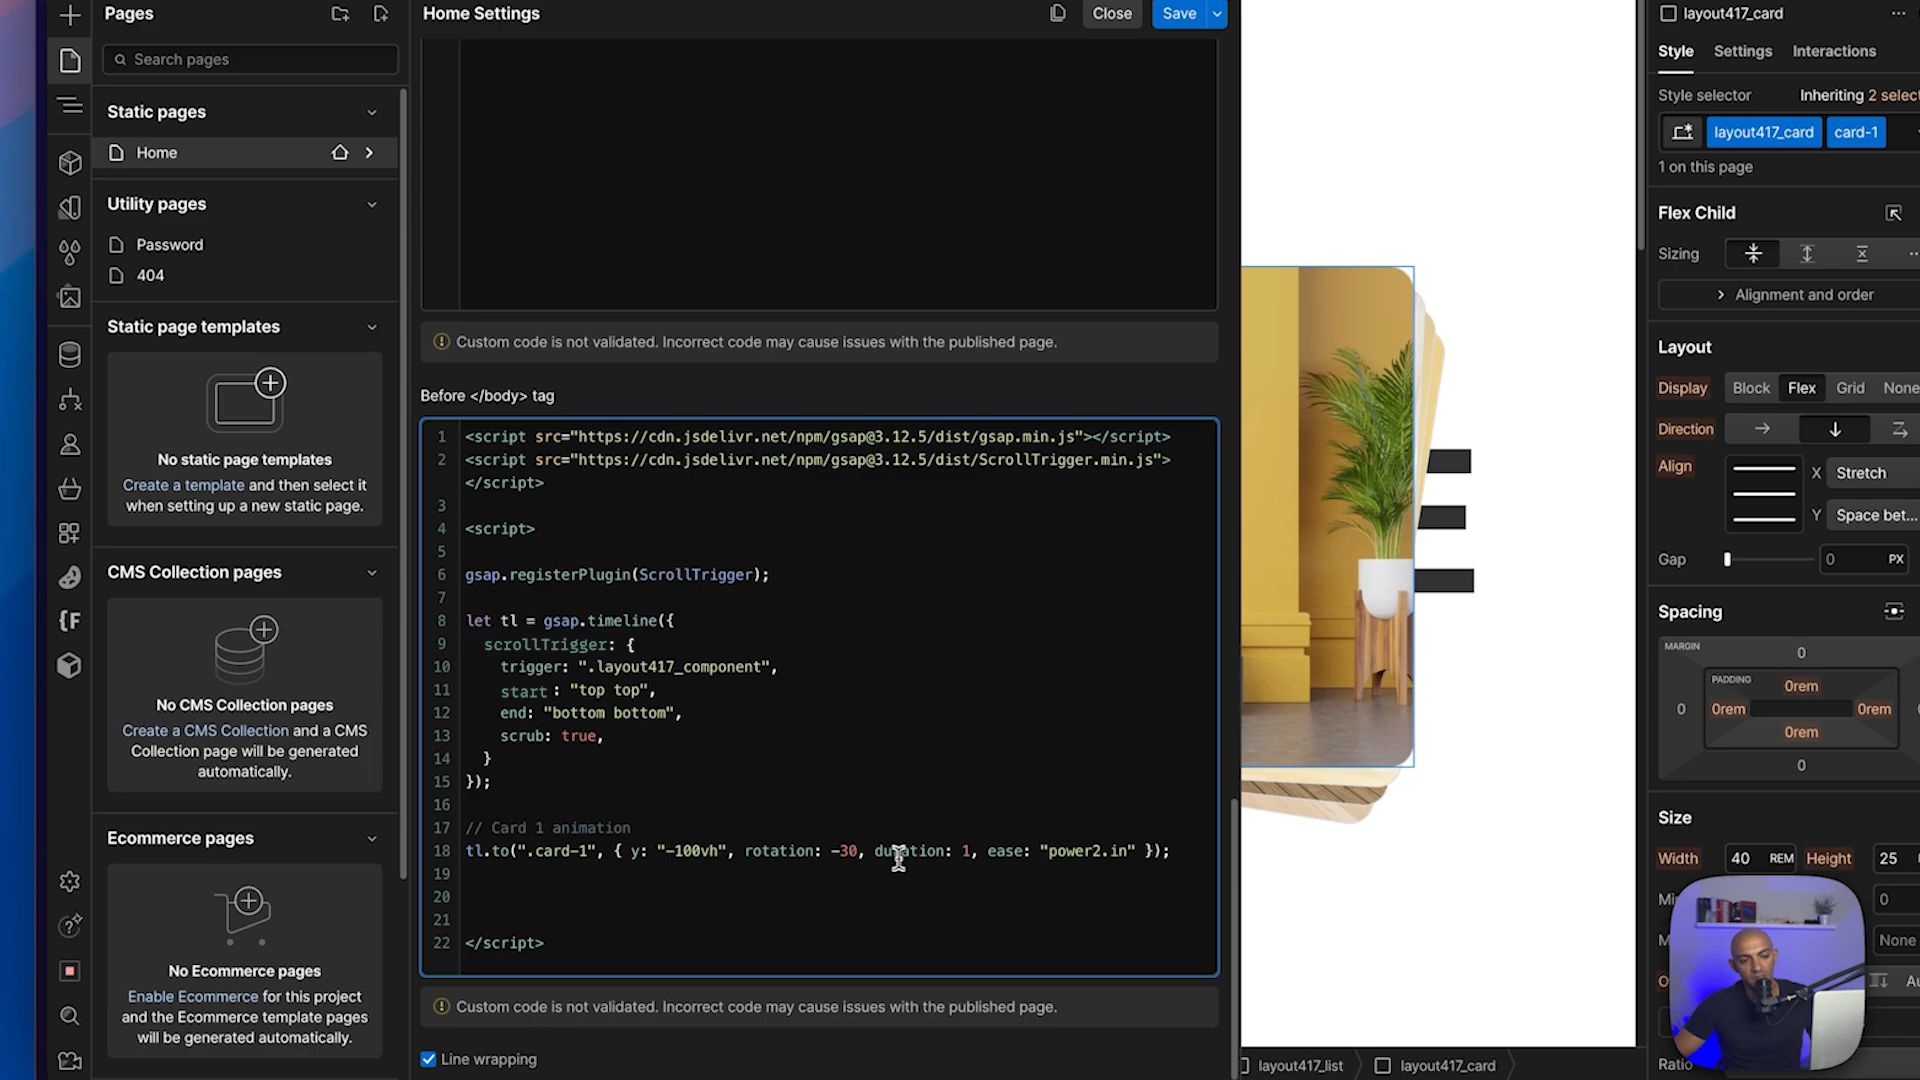 Pages
Search pages
Static pages
Home
Utility pages
Password
404
Static page templates
No static page templates
Create a template and then select it
when setting up a new static page.
CMS Collection pages
No CMS Collection pages
Create a CMS Collection and a CMS
Collection page will be generated
automatically.
Ecommerce pages
No Ecommerce pages
Enable Ecommerce for this project
and the Ecommerce template pages
will be generated automatically.
Home Settings
Close
Save
Custom code is not validated. Incorrect code may cause issues with the published page.
Before </body> tag
1 <script src="https://cdn.jsdelivr.net/npm/gsap@3.12.5/dist/gsap.min.js"></script>
2 <script src="https://cdn.jsdelivr.net/npm/gsap@3.12.5/dist/ScrollTrigger.min.js">
</script>
3
4 <script>
5
6 gsap.registerPlugin(ScrollTrigger);
7
8 let tl = gsap.timeline({
9 scrollTrigger: {
10 trigger: ".layout417_component",
11 start: "top top",
12 end: "bottom bottom",
13 scrub: true,
14 }
15 });
16
17 // Card 1 animation
18 tl.to(".card-1", { y: "-100vh", rotation: -30, duration: 1, ease: "power2.in" });
19
20
21
22 </script>
Custom code is not validated. Incorrect code may cause issues with the published page.
Line wrapping
layout417_list
layout417_card
layout417_card
Style Settings Interactions
Style selector Inheriting 2 select
layout417_card card-1
1 on this page
Flex Child
Sizing
Alignment and order
Layout
Display Block Flex Grid None
Direction
Align X Stretch
Y Space bet...
Gap 0 PX
Spacing
MARGIN
0
PADDING
0rem
0 0rem 0rem
0rem
0
Size
Width 40 REM Height 25
0
None
Ratio